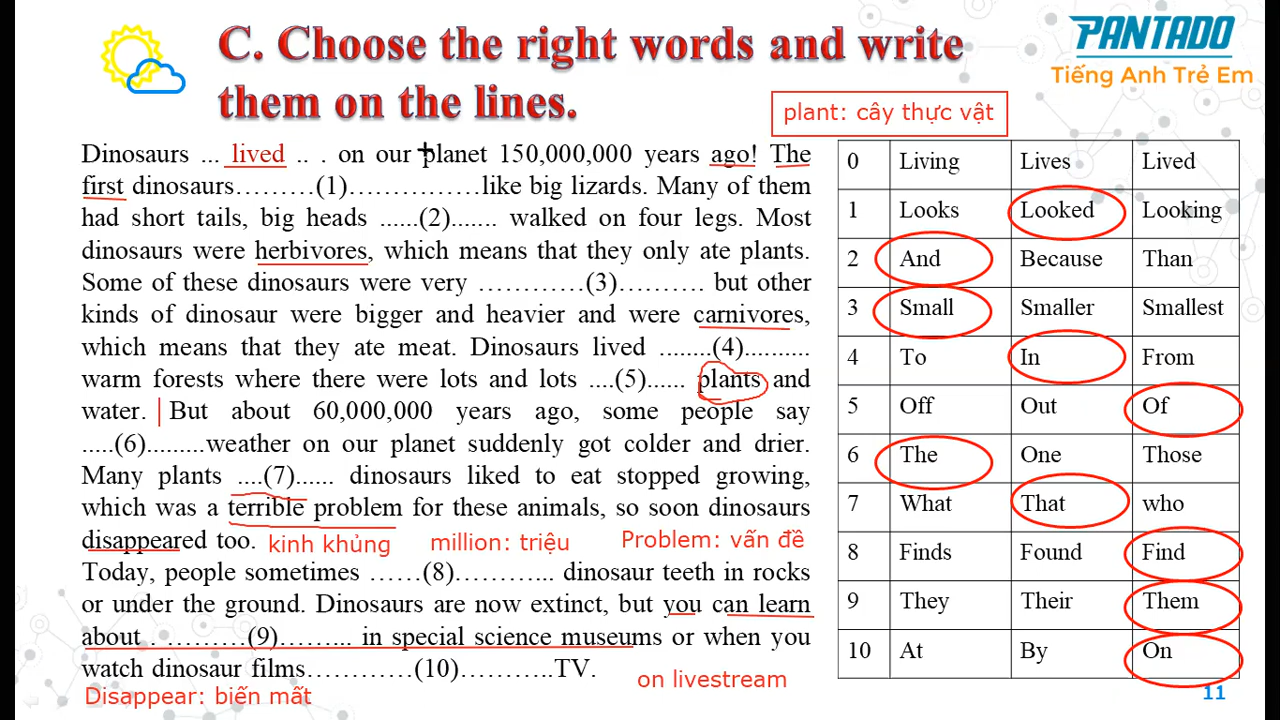 C. Choose the right words and write
them on the lines.
PANTADO
Tiếng Anh Trẻ Em
plant: cây thực vật
Dinosaurs ... lived .. . on our planet 150,000,000 years ago! The
first dinosaurs………(1)……………like big lizards. Many of them
had short tails, big heads ......(2)....... walked on four legs. Most
dinosaurs were herbivores, which means that they only ate plants.
Some of these dinosaurs were very …………(3)……… but other
kinds of dinosaur were bigger and heavier and were carnivores,
which means that they ate meat. Dinosaurs lived ........(4)..........
warm forests where there were lots and lots ....(5)...... plants and
water. But about 60,000,000 years ago, some people say
.....(6).........weather on our planet suddenly got colder and drier.
Many plants ....(7)...... dinosaurs liked to eat stopped growing,
which was a terrible problem for these animals, so soon dinosaurs
disappeared too.
kinh khủng million: triệu Problem: vấn đề
Today, people sometimes ……(8)………... dinosaur teeth in rocks
or under the ground. Dinosaurs are now extinct, but you can learn
about . ………(9)…...... in special science museums or when you
watch dinosaur films…………(10)………..TV.
on livestream
Disappear: biến mất
0 Living Lives Lived
1 Looks Looked Looking
2 And Because Than
3 Small Smaller Smallest
4 To In From
5 Off Out Of
6 The One Those
7 What That who
8 Finds Found Find
9 They Their Them
10 At By On
11